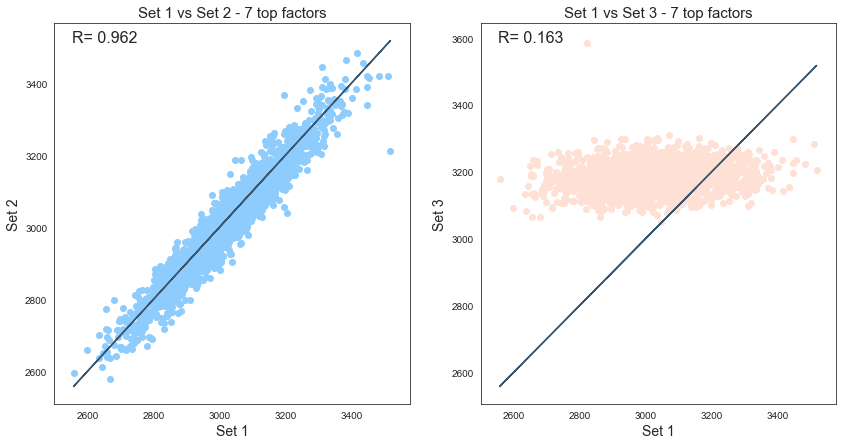 Set 1 vs Set 2 - 7 top factors
R= 0.962
3400
3200
3000
2800
2600
Set 2
2600 2800 3000 3200 3400
Set 1
Set 1 vs Set 3 - 7 top factors
R= 0.163
3600
3400
3200
3000
2800
2600
Set 3
2600 2800 3000 3200 3400
Set 1